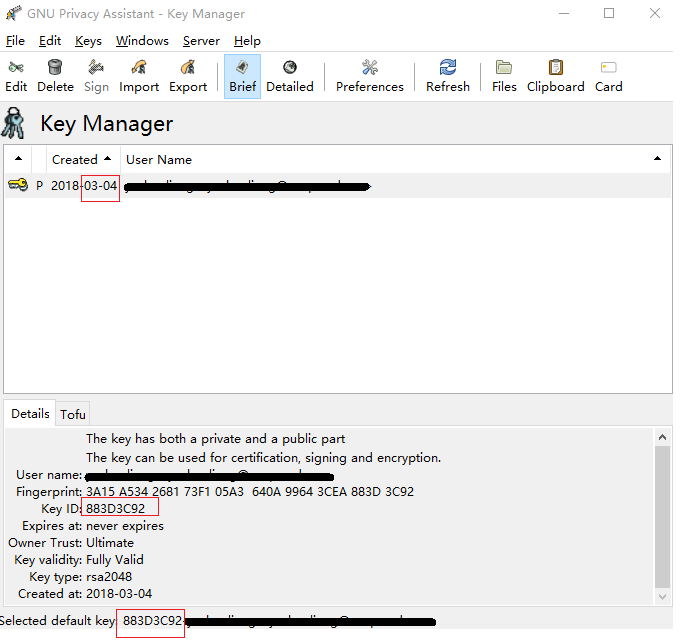 GNU Privacy Assistant - Key Manager
File Edit Keys Windows Server Help
Edit Delete Sign Import Export Brief Detailed Preferences Refresh Files Clipboard Card
Key Manager
Created User Name
P 2018-03-04
Details Tofu
The key has both a private and a public part
The key can be used for certification, signing and encryption.
User name:
Fingerprint: 3A15 A534 2681 73F1 05A3  640A 9964 3CEA 883D 3C92
Key ID: 883D3C92
Expires at: never expires
Owner Trust: Ultimate
Key validity: Fully Valid
Key type: rsa2048
Created at: 2018-03-04
Selected default key: 883D3C92